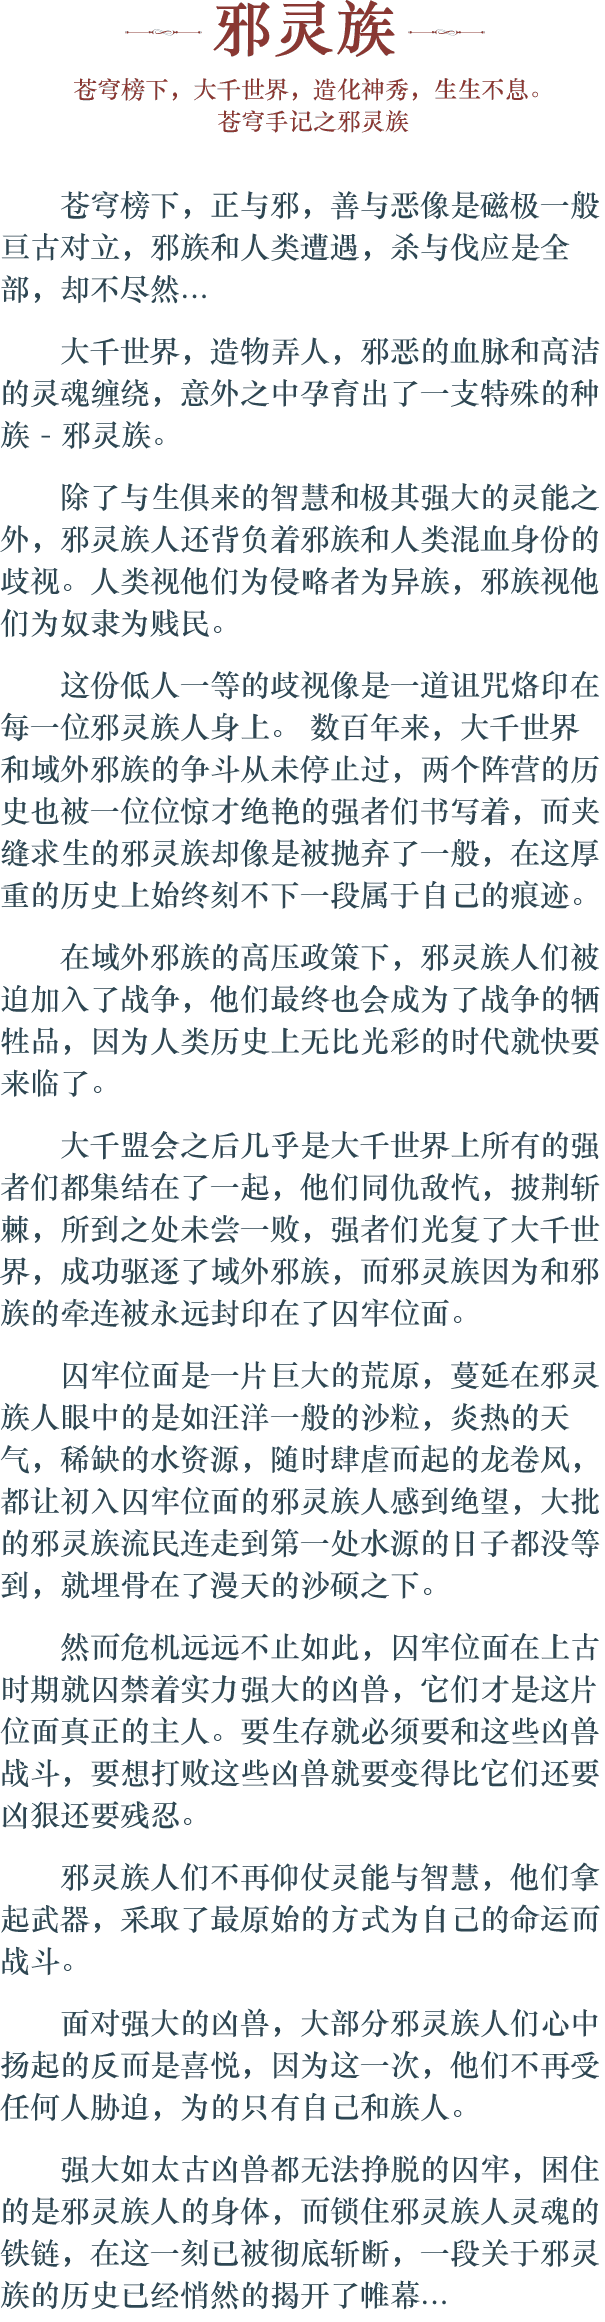 邪灵族
苍穹榜下，大千世界，造化神秀，生生不息。
苍穹手记之邪灵族
苍穹榜下，正与邪，善与恶像是磁极一般
亘古对立，邪族和人类遭遇，杀与伐应是全
部，却不尽然...
大千世界，造物弄人，邪恶的血脉和高洁
的灵魂缠绕，意外之中孕育出了一支特殊的种
族 - 邪灵族。
除了与生俱来的智慧和极其强大的灵能之
外，邪灵族人还背负着邪族和人类混血身份的
歧视。人类视他们为侵略者为异族，邪族视他
们为奴隶为贱民。
这份低人一等的歧视像是一道诅咒烙印在
每一位邪灵族人身上。 数百年来，大千世界
和域外邪族的争斗从未停止过，两个阵营的历
史也被一位位惊才绝艳的强者们书写着，而夹
缝求生的邪灵族却像是被抛弃了一般，在这厚
重的历史上始终刻不下一段属于自己的痕迹。
在域外邪族的高压政策下，邪灵族人们被
迫加入了战争，他们最终也会成为了战争的牺
牲品，因为人类历史上无比光彩的时代就快要
来临了。
大千盟会之后几乎是大千世界上所有的强
者们都集结在了一起，他们同仇敌忾，披荆斩
棘，所到之处未尝一败，强者们光复了大千世
界，成功驱逐了域外邪族，而邪灵族因为和邪
族的牵连被永远封印在了囚牢位面。
囚牢位面是一片巨大的荒原，蔓延在邪灵
族人眼中的是如汪洋一般的沙粒，炎热的天
气，稀缺的水资源，随时肆虐而起的龙卷风，
都让初入囚牢位面的邪灵族人感到绝望，大批
的邪灵族流民连走到第一处水源的日子都没等
到，就埋骨在了漫天的沙硕之下。
然而危机远远不止如此，囚牢位面在上古
时期就囚禁着实力强大的凶兽，它们才是这片
位面真正的主人。要生存就必须要和这些凶兽
战斗，要想打败这些凶兽就要变得比它们还要
凶狠还要残忍。
邪灵族人们不再仰仗灵能与智慧，他们拿
起武器，采取了最原始的方式为自己的命运而
战斗。
面对强大的凶兽，大部分邪灵族人们心中
扬起的反而是喜悦，因为这一次，他们不再受
任何人胁迫，为的只有自己和族人。
强大如太古凶兽都无法挣脱的囚牢，困住
的是邪灵族人的身体，而锁住邪灵族人灵魂的
铁链，在这一刻已被彻底斩断，一段关于邪灵
族的历史已经悄然的揭开了帷幕...